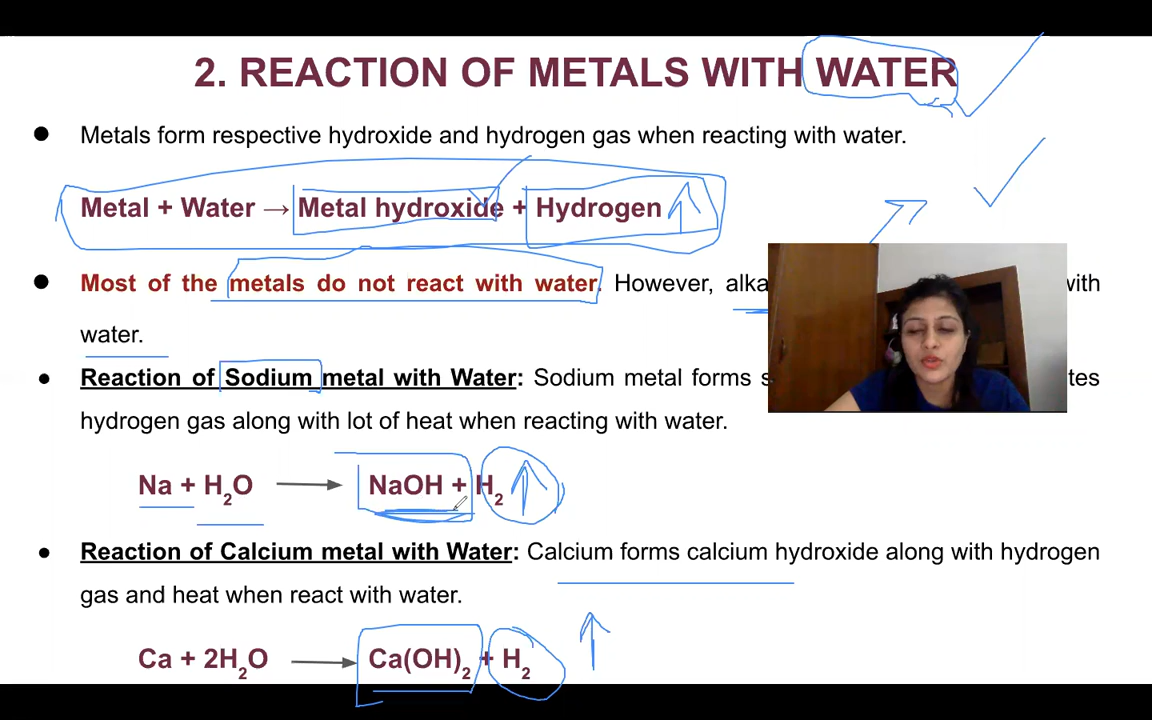 2. REACTION OF METALS WITH WATER
● Metals form respective hydroxide and hydrogen gas when reacting with water.
Metal + Water → Metal hydroxide + Hydrogen
● Most of the metals do not react with water. However, with
water.
● Reaction of Sodium metal with Water: Sodium metal forms
hydrogen gas along with lot of heat when reacting with water.
Na + H₂O → NaOH + H₂
● Reaction of Calcium metal with Water: Calcium forms calcium hydroxide along with hydrogen
gas and heat when react with water.
Ca + 2H₂O → Ca(OH)₂ + H₂